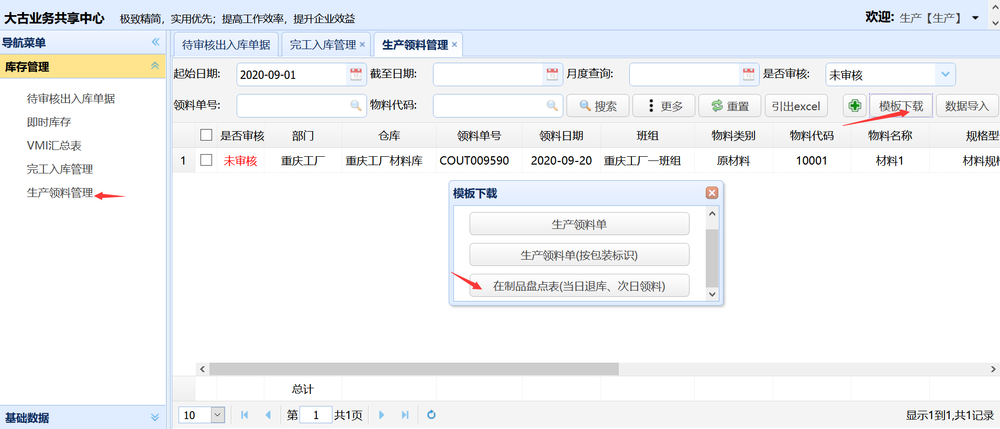 大古业务共享中心 极致精简，实用优先；提高工作效率，提升企业效益 欢迎: 生产【生产】
导航菜单
库存管理
待审核出入库单据
即时库存
VMI汇总表
完工入库管理
生产领料管理
基础数据
待审核出入库单据 完工入库管理 生产领料管理
起始日期: 2020-09-01 截至日期: 月度查询: 是否审核: 未审核
领料单号: 物料代码: 搜索 更多 重置 引出excel 模板下载 数据导入
是否审核 部门 仓库 领料单号 领料日期 班组 物料类别 物料代码 物料名称 规格型
1 未审核 重庆工厂 重庆工厂材料库 COUT009590 2020-09-20 重庆工厂一班组 原材料 10001 材料1 材料规
模板下载
生产领料单
生产领料单(按包装标识)
在制品盘点表(当日退库、次日领料)
总计
10 第 1 共1页 显示1到1,共1记录